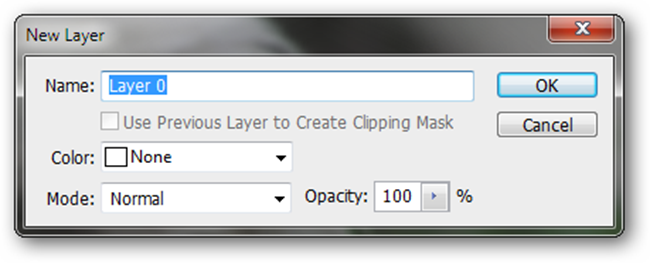 New Layer
Name: Layer 0 OK
Use Previous Layer to Create Clipping Mask Cancel
Color: None
Mode: Normal Opacity: 100 %